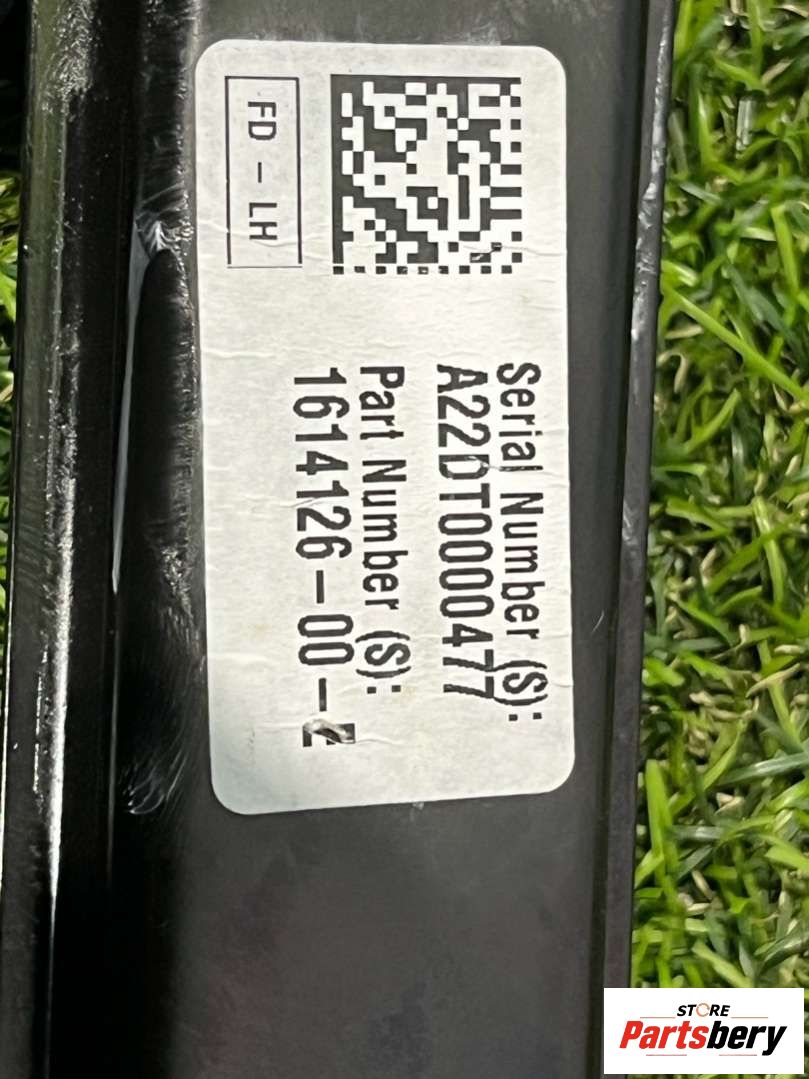 Serial Number (S):
A22DT0000477
Part Number (S):
1614126-00-E
FD - LH
STORE
Partsbery